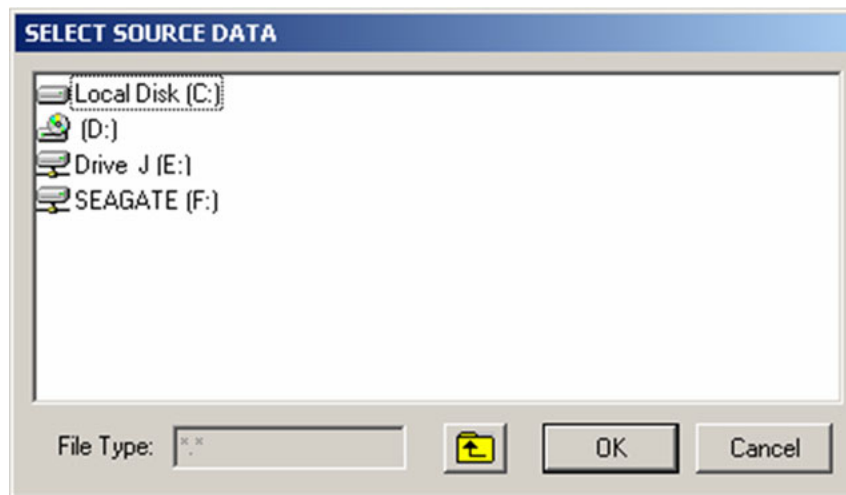 SELECT SOURCE DATA
Local Disk (C:)
(D:)
Drive J (E:)
SEAGATE (F:)
File Type: *.* OK Cancel